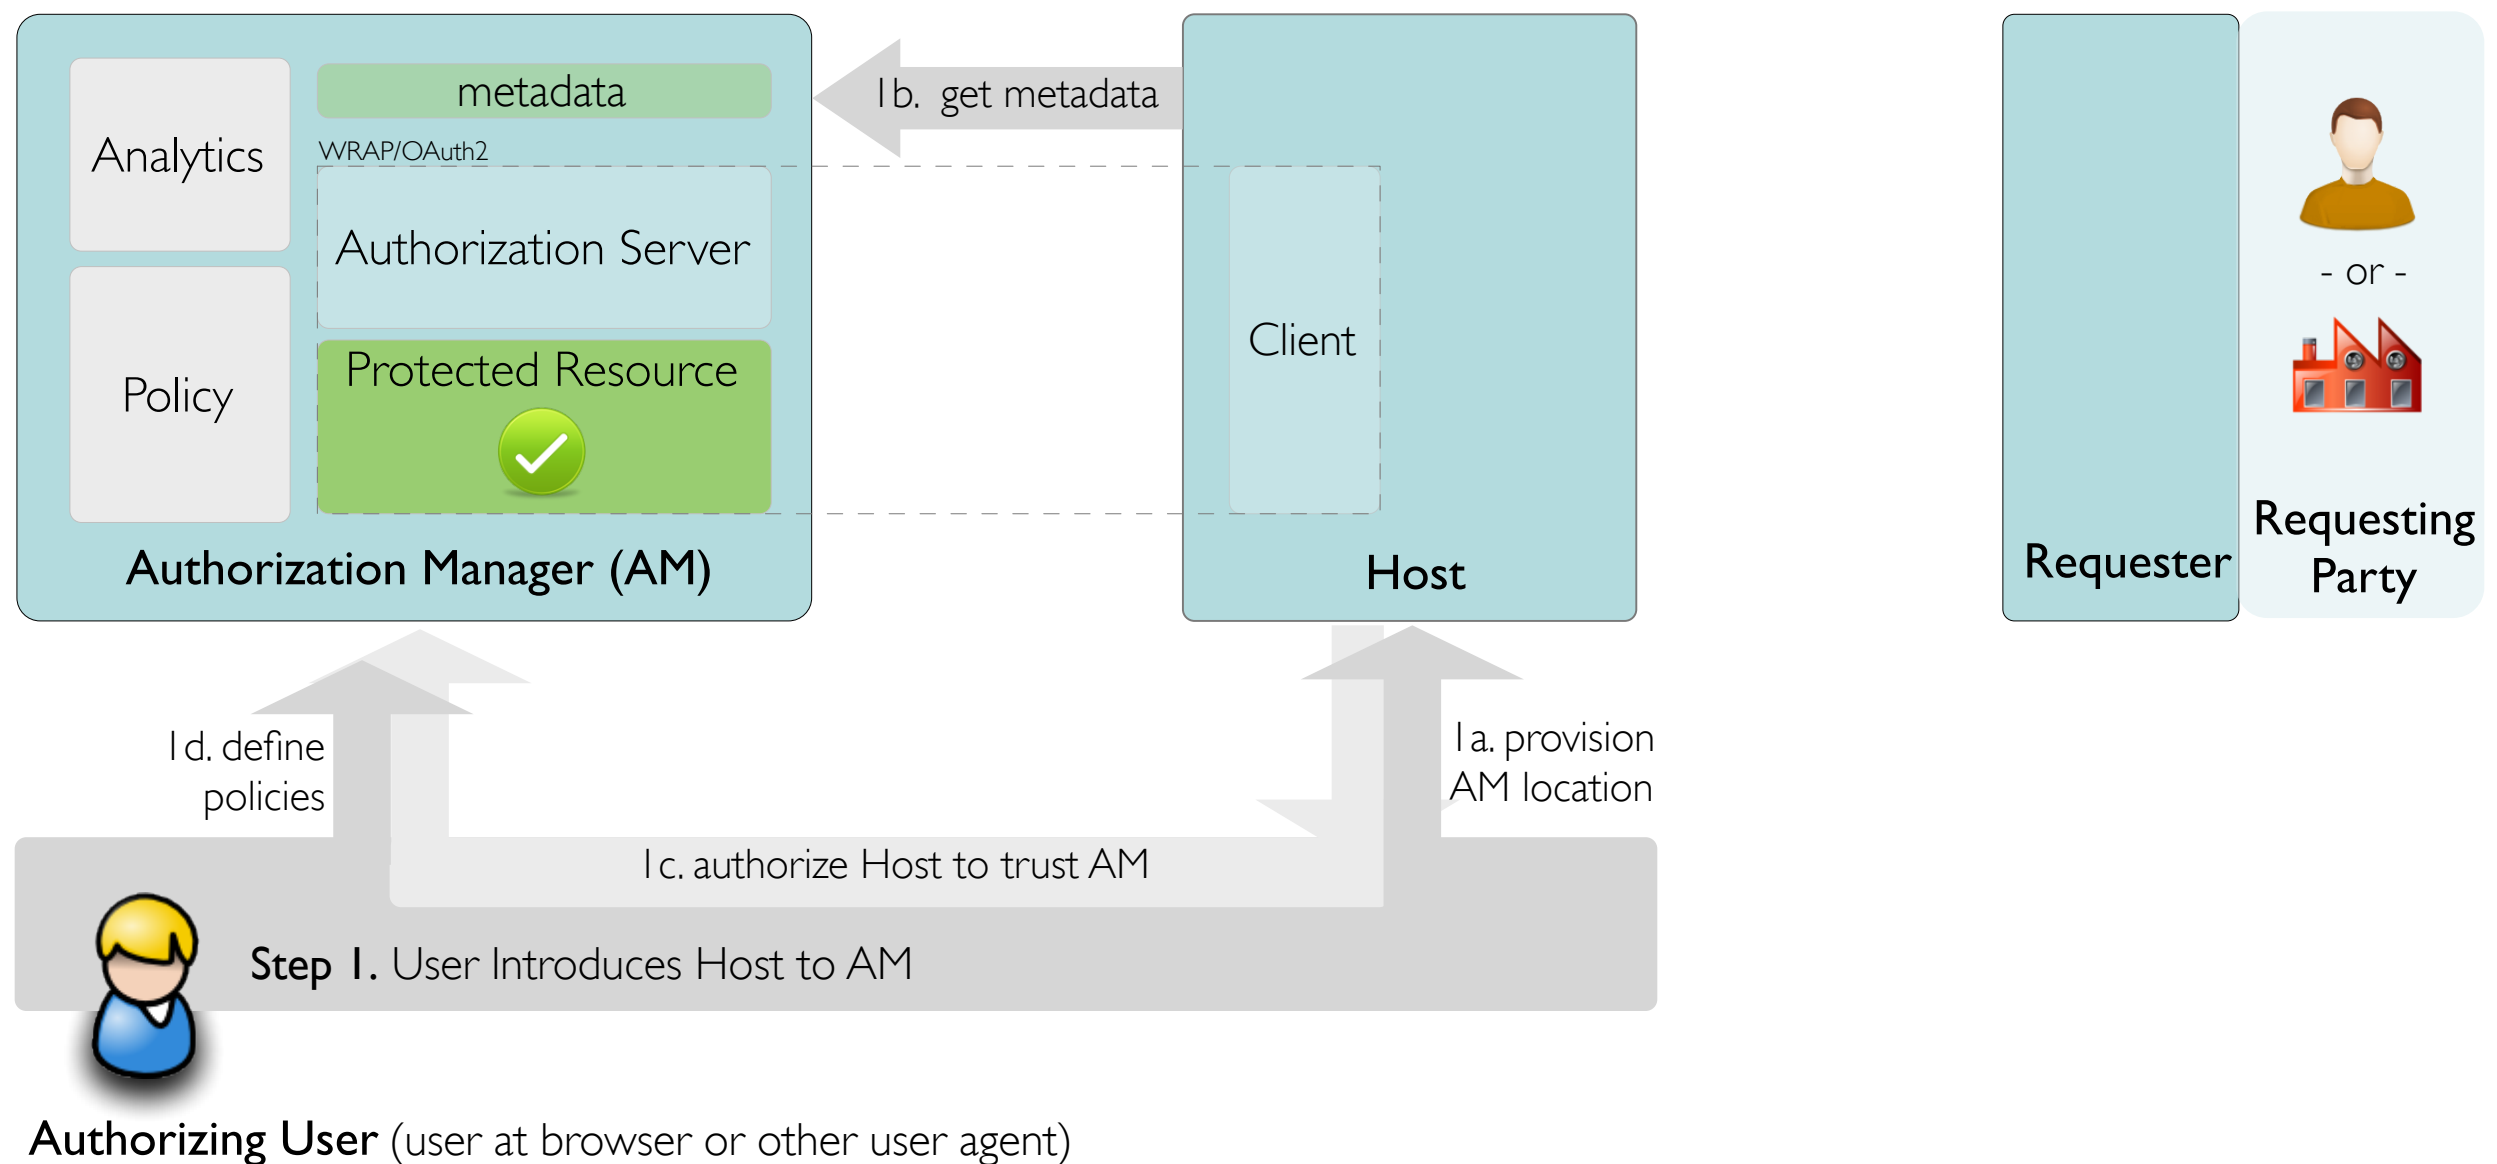 metadata
1b. get metadata
Analytics
WRAP/OAuth2
Authorization Server
- or -
Client
Protected Resource
Policy
Authorization Manager (AM)
Host
Requester
Requesting
Party
1d. define
policies
1a. provision
AM location
1c. authorize Host to trust AM
Step 1. User Introduces Host to AM
Authorizing User (user at browser or other user agent)